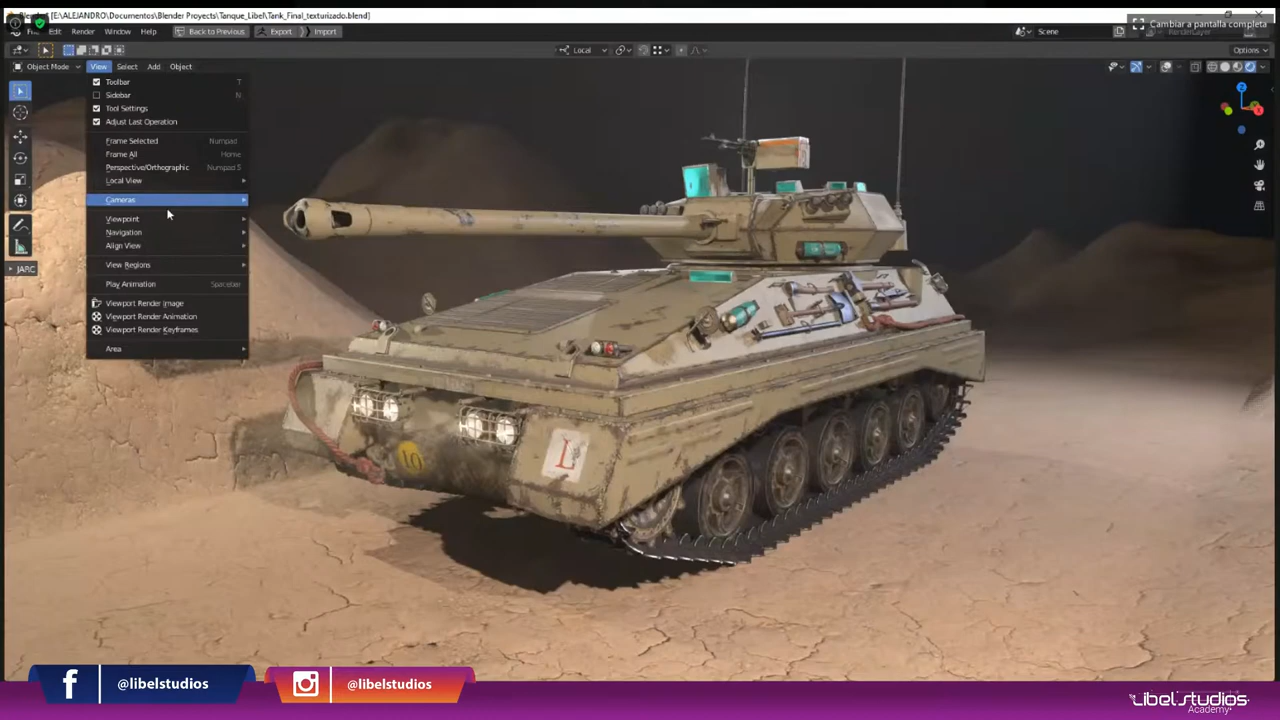 [E:\ALEJANDRO\Documentos\Blender Proyects\Tanque_Libel\Tank_Final_texturizado.blend]
Cambiar a pantalla completa
Edit Render Window Help Back to Previous Export Import Scene RenderLayer
Local Options
Object Mode View Select Add Object
Toolbar T
Sidebar N
Tool Settings
Adjust Last Operation
Frame Selected Numpad
Frame All Home
Perspective/Orthographic Numpad 5
Local View
Cameras
Viewpoint
Navigation
Align View
View Regions
JARC
Play Animation Spacebar
Viewport Render Image
Viewport Render Animation
Viewport Render Keyframes
Area
10
L
f @libelstudios
@libelstudios
Libel studios
Academy